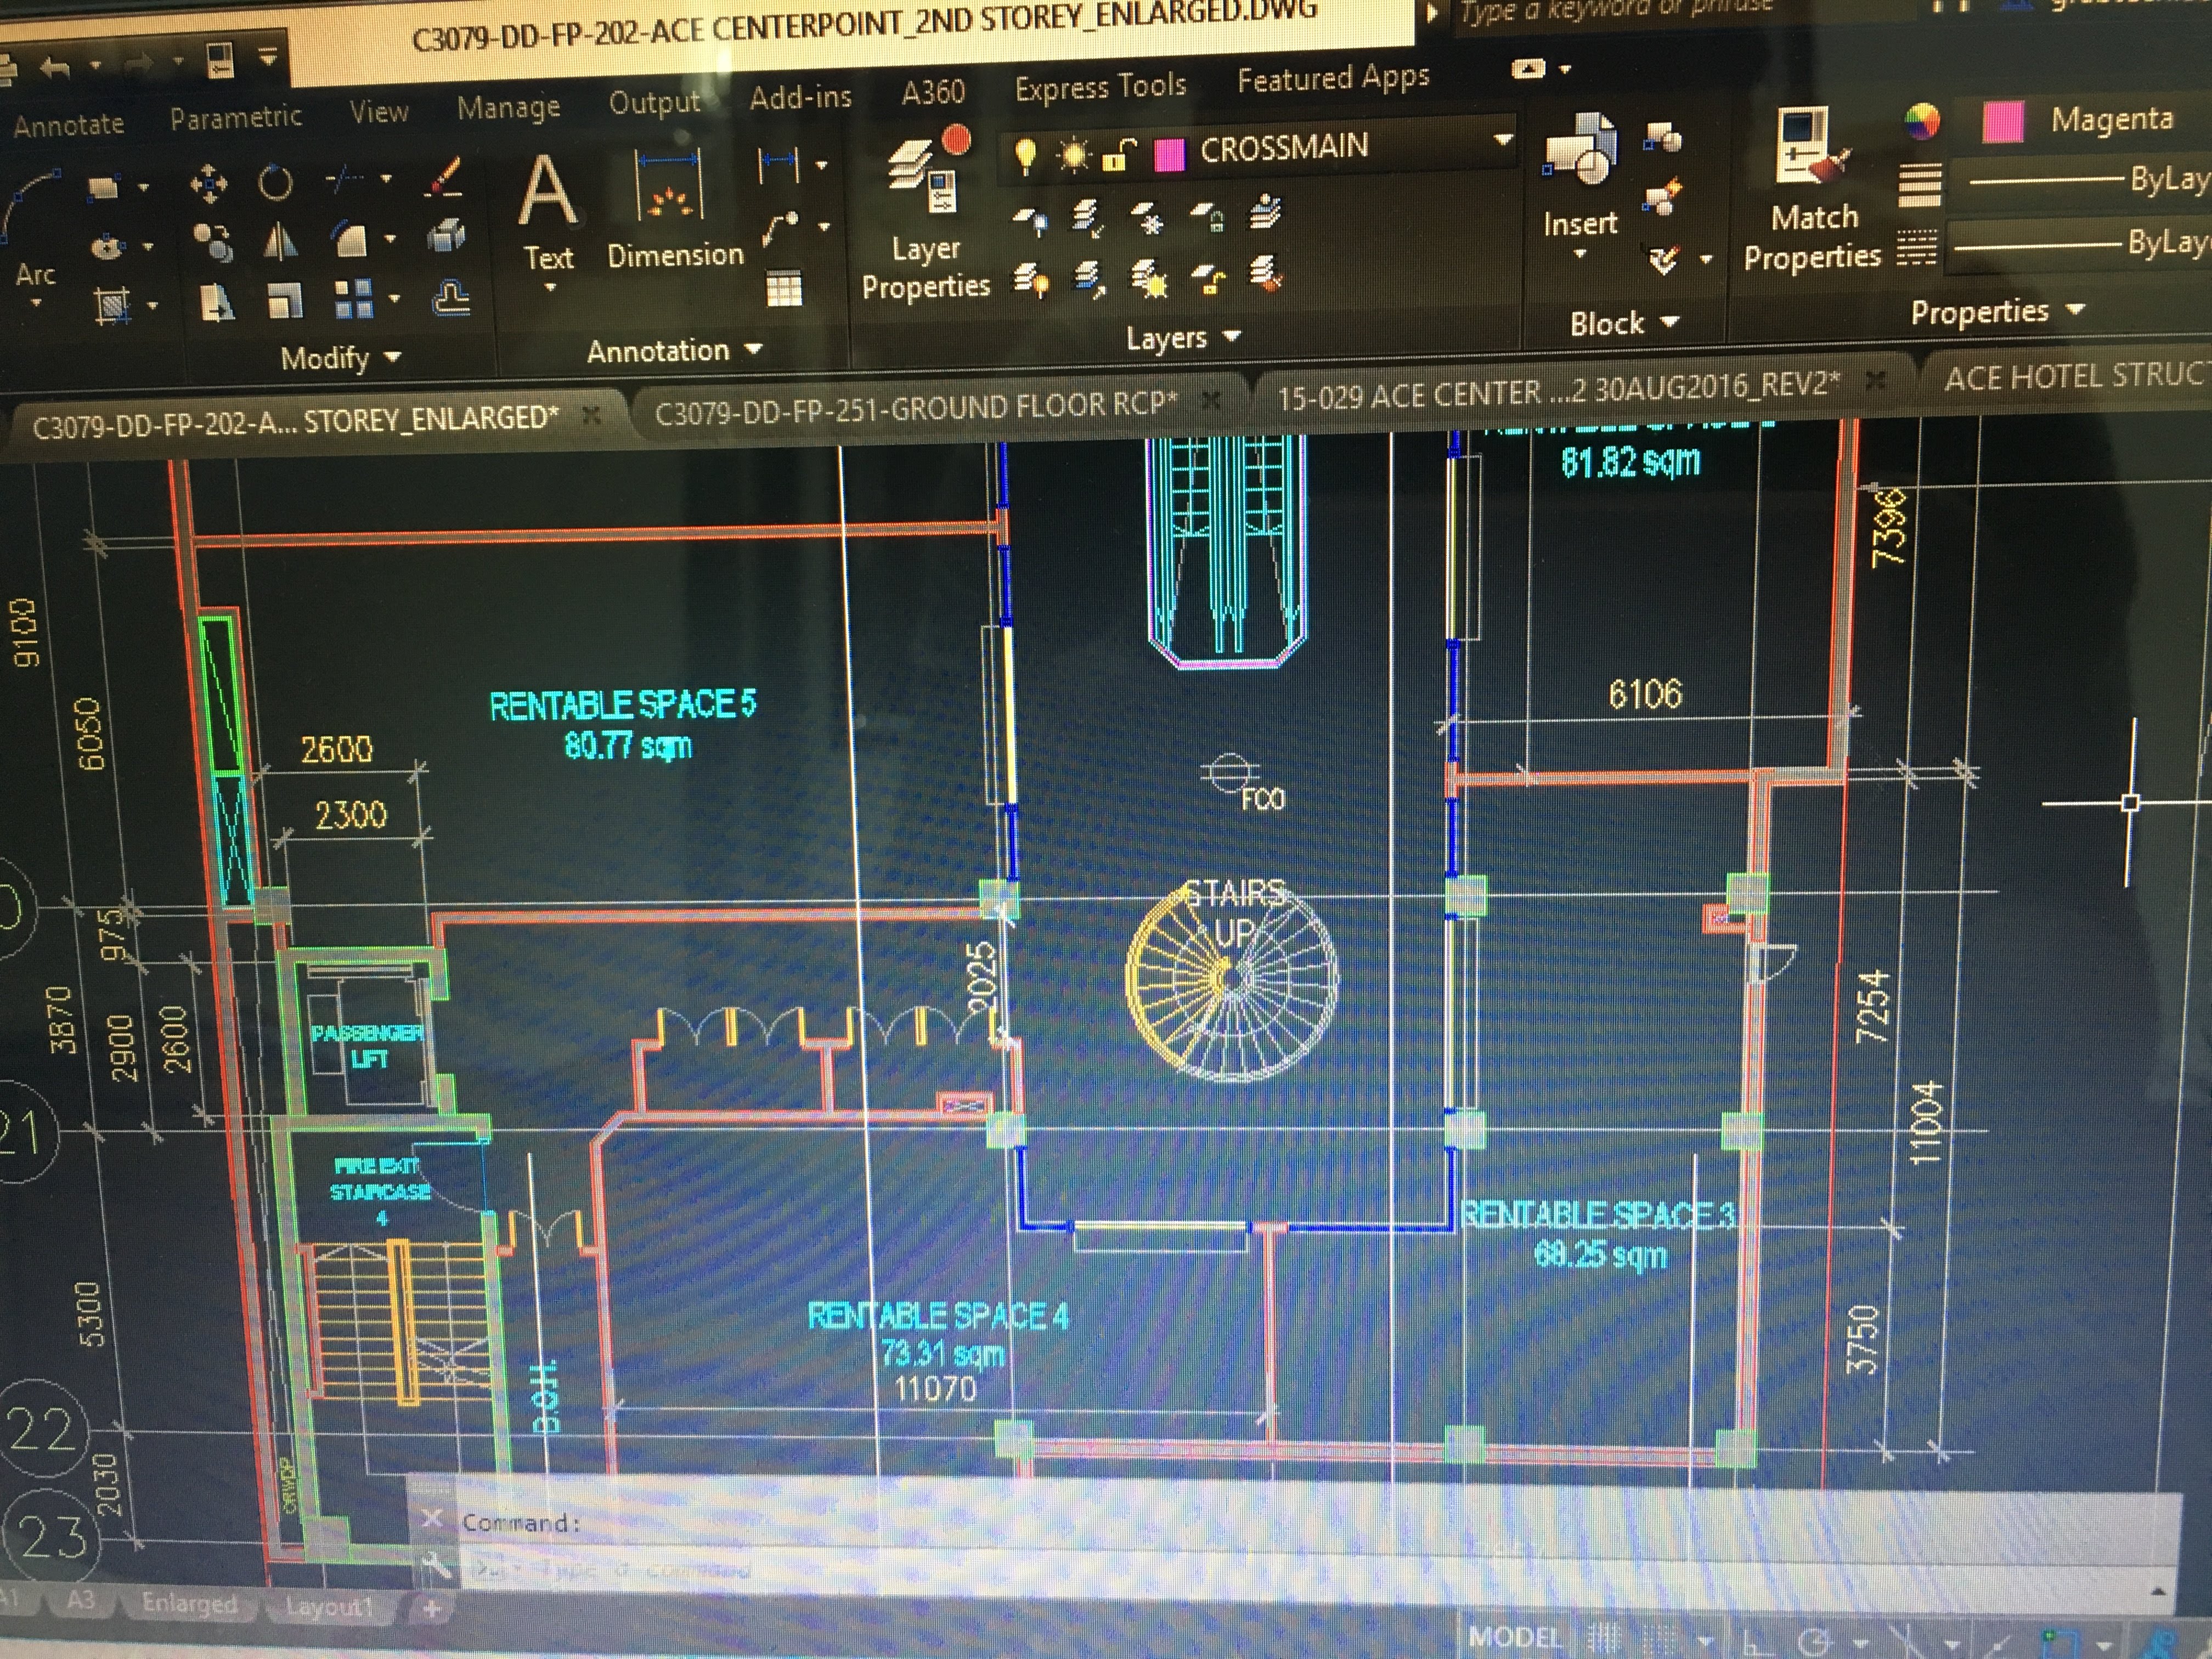 C3079-DD-FP-202-ACE CENTERPOINT_2ND STOREY_ENLARGED.DWG
Type a keyword or phrase
Annotate Parametric View Manage Output Add-ins A360 Express Tools Featured Apps
CROSSMAIN
Magenta
ByLay
ByLay
Arc
A
Text
Dimension
Layer
Properties
Insert
Match
Properties
Modify
Annotation
Layers
Block
Properties
C3079-DD-FP-202-A... STOREY_ENLARGED*
C3079-DD-FP-251-GROUND FLOOR RCP*
15-029 ACE CENTER ...2 30AUG2016_REV2*
ACE HOTEL STRUC
81.82 sqm
7396
9100
6050
RENTABLE SPACE 5
80.77 sqm
2600
2300
6106
FCO
STAIRS
UP
975
2025
3870
2900
2600
PASSENGER
LIFT
7254
11004
21
FIRE EXIT
STAIRCASE
4
RENTABLE SPACE 3
68.25 sqm
5300
B.O.H.
RENTABLE SPACE 4
73.31 sqm
11070
3750
22
2030
23
Command:
Type a command
A1 A3 Enlarged Layout1 +
MODEL